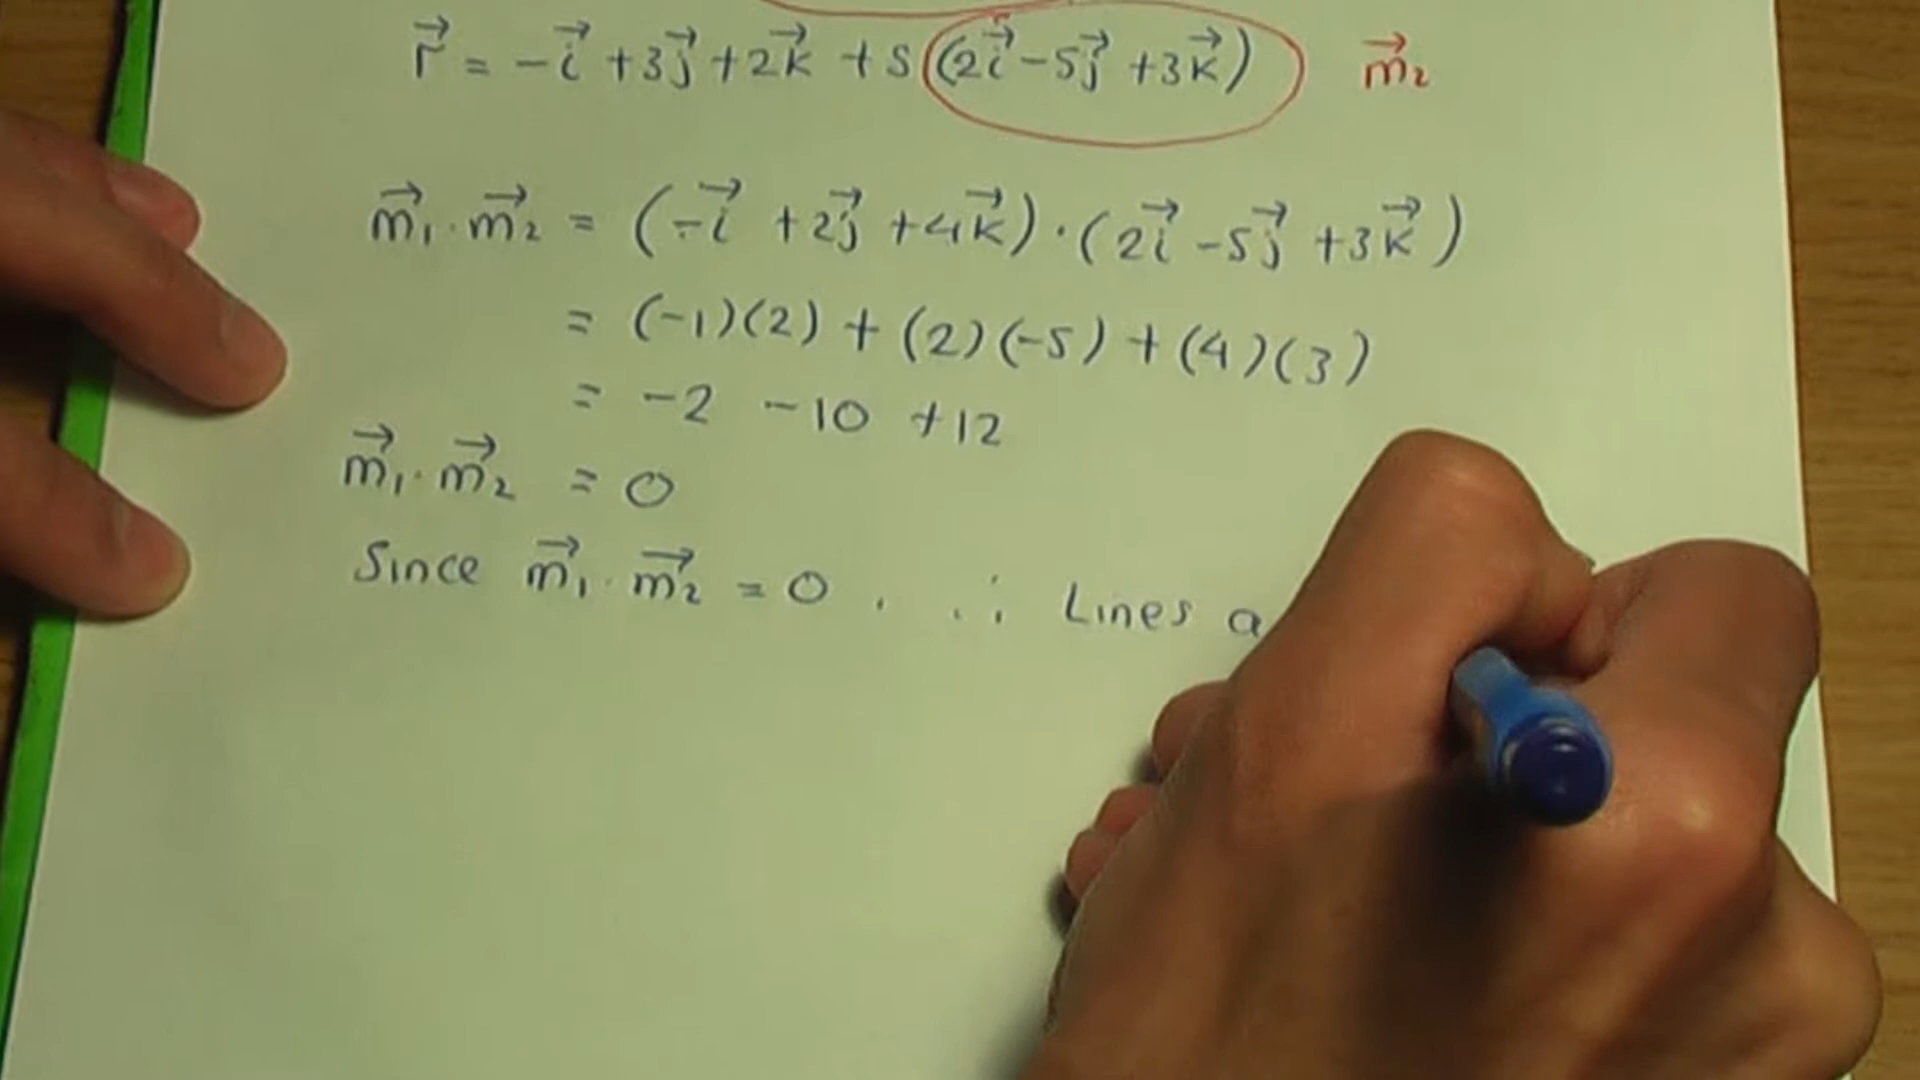 r⃗ = -i⃗ +3j⃗ +2k⃗ + s(2i⃗ -5j⃗ +3k⃗) m⃗₂
m⃗₁ · m⃗₂ = (-i⃗ +2j⃗ +4k⃗) · (2i⃗ -5j⃗ +3k⃗)
= (-1)(2) + (2)(-5) + (4)(3)
= -2 -10 +12
m⃗₁ · m⃗₂ = 0
Since m⃗₁ · m⃗₂ = 0 , ∴ Lines a